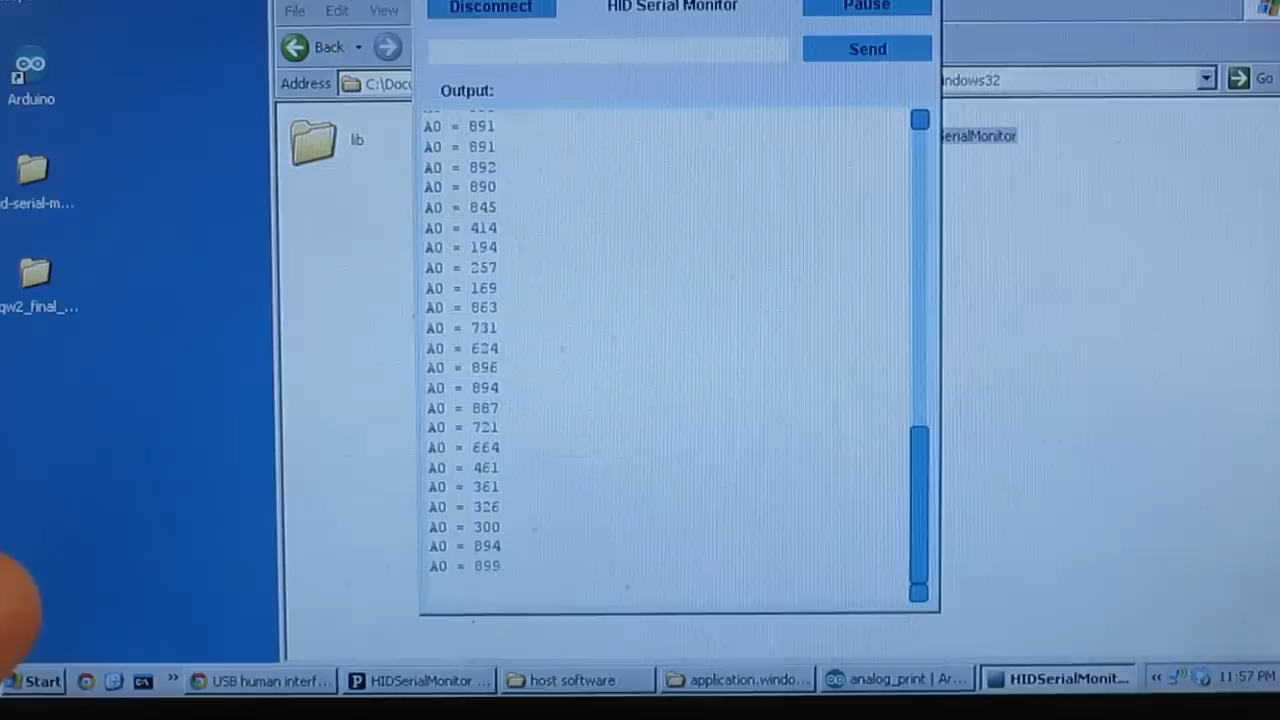 File Edit View
Disconnect HID Serial Monitor Pause
Back
Send
Address C:\Docu
ndows32
Go
Output:
Arduino
lib
SerialMonitor
A0 = 891
A0 = 891
A0 = 892
A0 = 890
A0 = 845
A0 = 414
A0 = 194
A0 = 257
A0 = 169
A0 = 863
A0 = 731
A0 = 624
A0 = 896
A0 = 894
A0 = 887
A0 = 721
A0 = 664
A0 = 461
A0 = 361
A0 = 326
A0 = 300
A0 = 894
A0 = 899
d-serial-m...
qw2_final_...
Start
USB human interf...
HIDSerialMonitor ...
host software
application.windo...
analog_print | Ar...
HIDSerialMonit...
11:57 PM